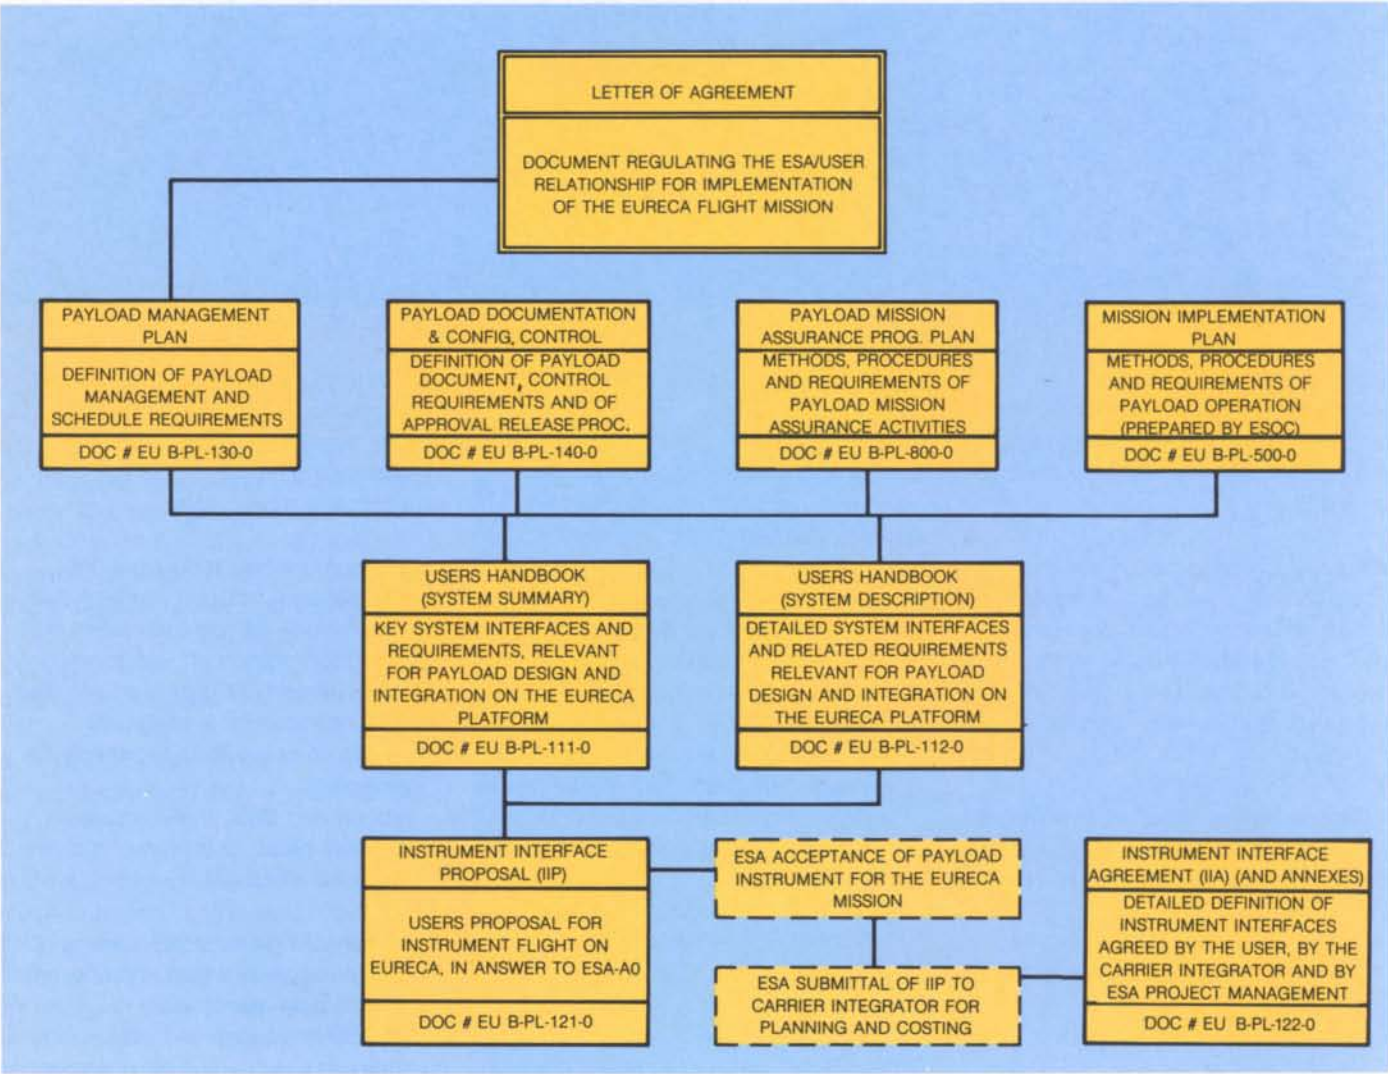 LETTER OF AGREEMENT
DOCUMENT REGULATING THE ESA/USER
RELATIONSHIP FOR IMPLEMENTATION
OF THE EURECA FLIGHT MISSION
PAYLOAD MANAGEMENT
PLAN
DEFINITION OF PAYLOAD
MANAGEMENT AND
SCHEDULE REQUIREMENTS
DOC # EU B-PL-130-0
PAYLOAD DOCUMENTATION
& CONFIG, CONTROL
DEFINITION OF PAYLOAD
DOCUMENT, CONTROL
REQUIREMENTS AND OF
APPROVAL RELEASE PROC.
DOC # EU B-PL-140-0
PAYLOAD MISSION
ASSURANCE PROG. PLAN
METHODS, PROCEDURES
AND REQUIREMENTS OF
PAYLOAD MISSION
ASSURANCE ACTIVITIES
DOC # EU B-PL-800-0
MISSION IMPLEMENTATION
PLAN
METHODS, PROCEDURES
AND REQUIREMENTS OF
PAYLOAD OPERATION
(PREPARED BY ESOC)
DOC # EU B-PL-500-0
USERS HANDBOOK
(SYSTEM SUMMARY)
KEY SYSTEM INTERFACES AND
REQUIREMENTS, RELEVANT
FOR PAYLOAD DESIGN AND
INTEGRATION ON THE EURECA
PLATFORM
DOC # EU B-PL-111-0
USERS HANDBOOK
(SYSTEM DESCRIPTION)
DETAILED SYSTEM INTERFACES
AND RELATED REQUIREMENTS
RELEVANT FOR PAYLOAD
DESIGN AND INTEGRATION ON
THE EURECA PLATFORM
DOC # EU B-PL-112-0
INSTRUMENT INTERFACE
PROPOSAL (IIP)
USERS PROPOSAL FOR
INSTRUMENT FLIGHT ON
EURECA, IN ANSWER TO ESA-A0
DOC # EU B-PL-121-0
ESA ACCEPTANCE OF PAYLOAD
INSTRUMENT FOR THE EURECA
MISSION
ESA SUBMITTAL OF IIP TO
CARRIER INTEGRATOR FOR
PLANNING AND COSTING
INSTRUMENT INTERFACE
AGREEMENT (IIA) (AND ANNEXES)
DETAILED DEFINITION OF
INSTRUMENT INTERFACES
AGREED BY THE USER, BY THE
CARRIER INTEGRATOR AND BY
ESA PROJECT MANAGEMENT
DOC # EU B-PL-122-0